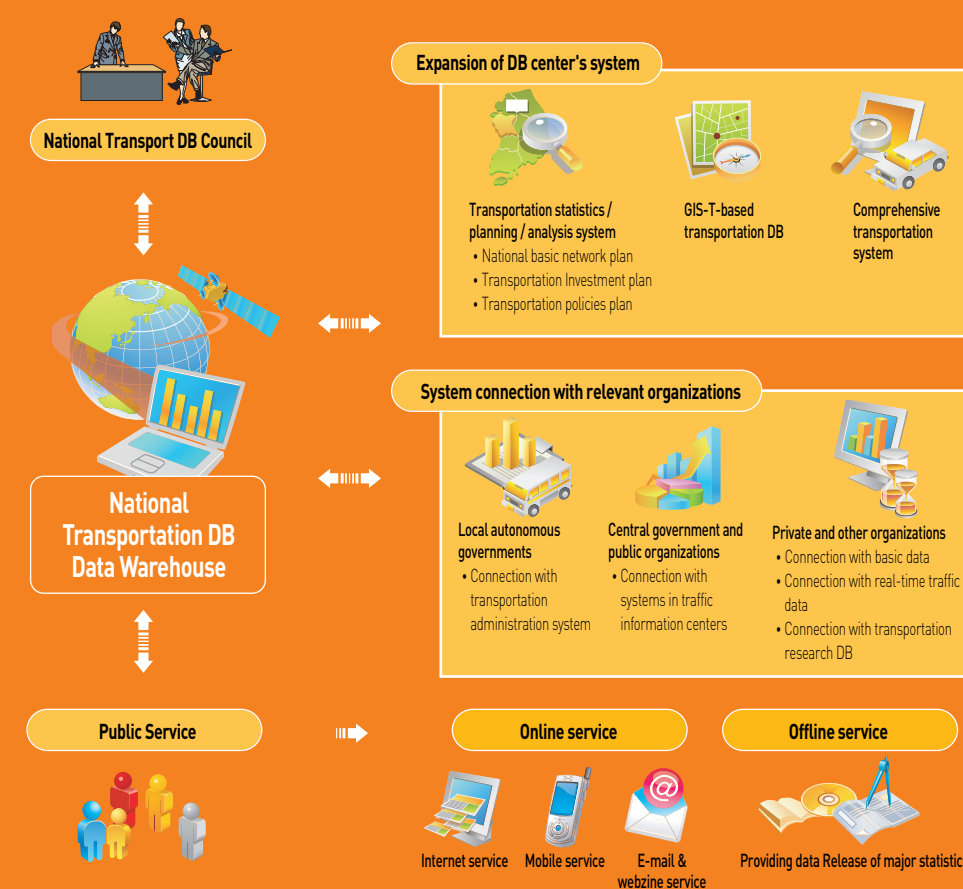 National Transport DB Council
Expansion of DB center's system
Transportation statistics /
planning / analysis system
• National basic network plan
• Transportation Investment plan
• Transportation policies plan
GIS-T-based
transportation DB
Comprehensive
transportation
system
National
Transportation DB
Data Warehouse
System connection with relevant organizations
Local autonomous
governments
• Connection with
transportation
administration system
Central government and
public organizations
• Connection with
systems in traffic
information centers
Private and other organizations
• Connection with basic data
• Connection with real-time traffic
data
• Connection with transportation
research DB
Public Service
Online service
@
Internet service
Mobile service
E-mail &
webzine service
Offline service
Providing data Release of major statistic